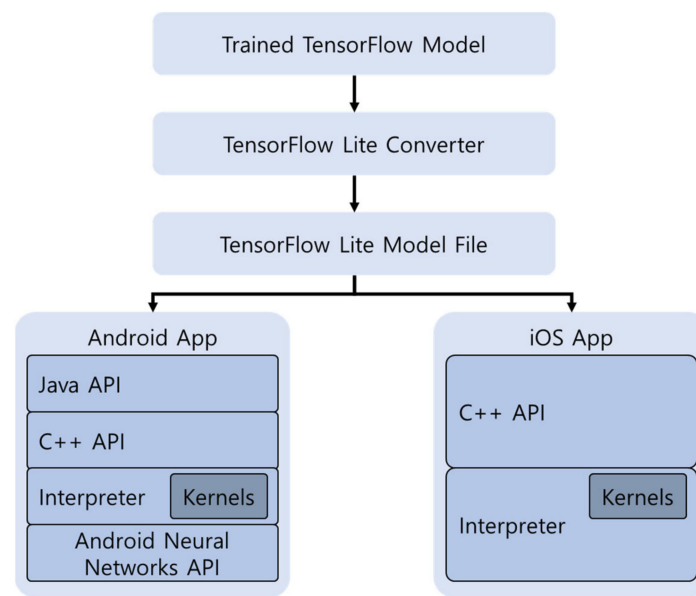 Trained TensorFlow Model
TensorFlow Lite Converter
TensorFlow Lite Model File
Android App
Java API
C++ API
Interpreter
Kernels
Android Neural
Networks API
iOS App
C++ API
Kernels
Interpreter